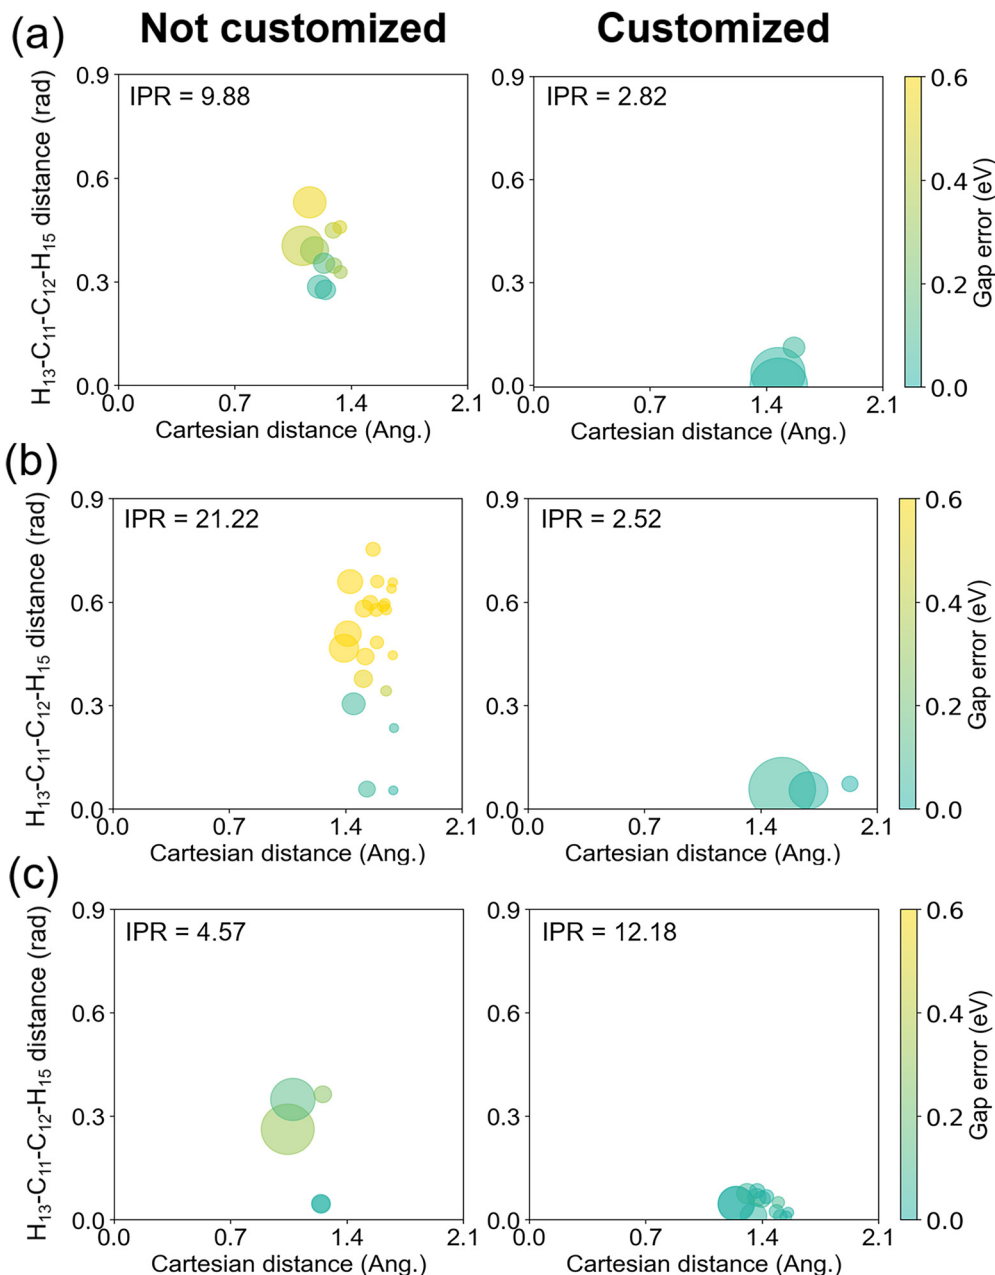 (a) Not customized Customized
IPR = 9.88
IPR = 2.82
H13-C11-C12-H15 distance (rad)
0.9
0.6
0.3
0.0
0.0 0.7 1.4 2.1
Cartesian distance (Ang.)
0.9
0.6
0.3
0.0
0.0 0.7 1.4 2.1
Cartesian distance (Ang.)
0.6
0.4
0.2
0.0
Gap error (eV)
(b)
IPR = 21.22
IPR = 2.52
H13-C11-C12-H15 distance (rad)
0.9
0.6
0.3
0.0
0.0 0.7 1.4 2.1
Cartesian distance (Ang.)
0.9
0.6
0.3
0.0
0.0 0.7 1.4 2.1
Cartesian distance (Ang.)
0.6
0.4
0.2
0.0
Gap error (eV)
(c)
IPR = 4.57
IPR = 12.18
H13-C11-C12-H15 distance (rad)
0.9
0.6
0.3
0.0
0.0 0.7 1.4 2.1
Cartesian distance (Ang.)
0.9
0.6
0.3
0.0
0.0 0.7 1.4 2.1
Cartesian distance (Ang.)
0.6
0.4
0.2
0.0
Gap error (eV)